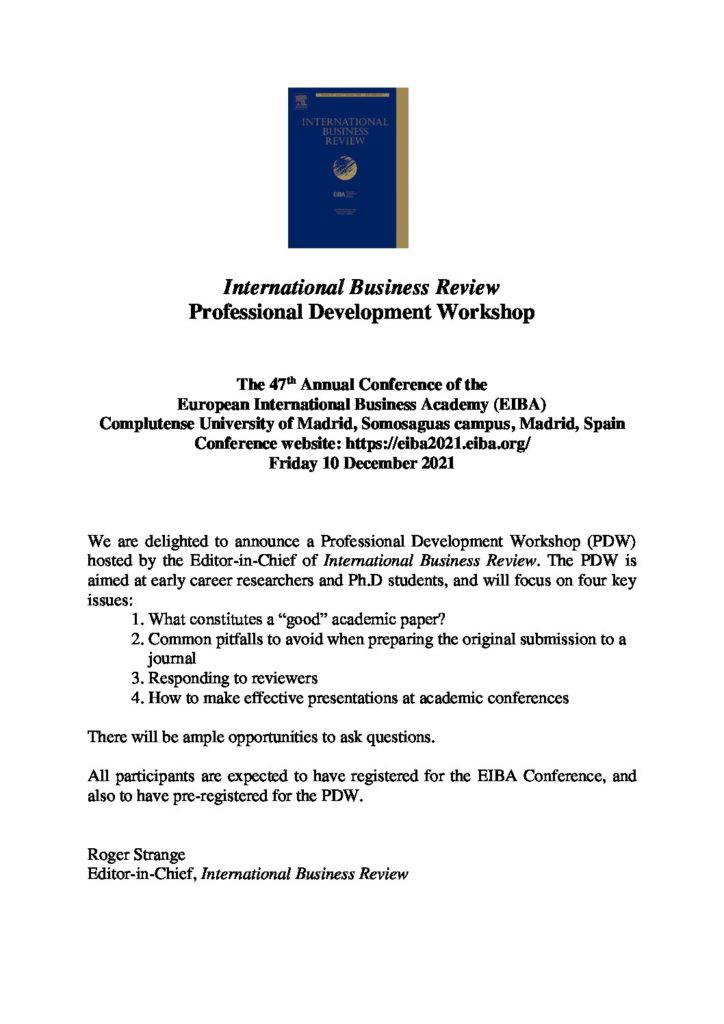 INTERNATIONAL
BUSINESS
REVIEW
EIBA
International Business Review
Professional Development Workshop
The 47th Annual Conference of the
European International Business Academy (EIBA)
Complutense University of Madrid, Somosaguas campus, Madrid, Spain
Conference website: https://eiba2021.eiba.org/
Friday 10 December 2021
We are delighted to announce a Professional Development Workshop (PDW)
hosted by the Editor-in-Chief of International Business Review. The PDW is
aimed at early career researchers and Ph.D students, and will focus on four key
issues:
1. What constitutes a “good” academic paper?
2. Common pitfalls to avoid when preparing the original submission to a
journal
3. Responding to reviewers
4. How to make effective presentations at academic conferences
There will be ample opportunities to ask questions.
All participants are expected to have registered for the EIBA Conference, and
also to have pre-registered for the PDW.
Roger Strange
Editor-in-Chief, International Business Review